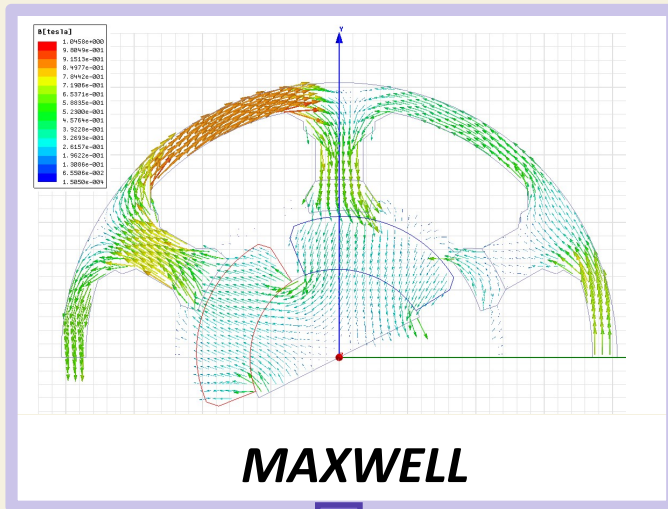 B[tesla]
1.0458e+000
9.8049e-001
9.1513e-001
8.4977e-001
7.8442e-001
7.1906e-001
6.5371e-001
5.8835e-001
5.2300e-001
4.5764e-001
3.9228e-001
3.2693e-001
2.6157e-001
1.9622e-001
1.3086e-001
6.5506e-002
1.5050e-004
Y
MAXWELL